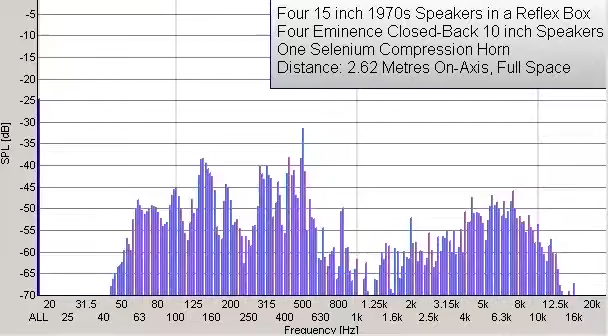 Four 15 inch 1970s Speakers in a Reflex Box
Four Eminence Closed-Back 10 inch Speakers
One Selenium Compression Horn
Distance: 2.62 Metres On-Axis, Full Space
-5
-10
-15
-20
-25
-30
-35
-40
-45
-50
-55
-60
-65
-70
SPL [dB]
20 31.5 50 80 125 200 315 500 800 1.25k 2k 3.15k 5k 8k 12.5k 20k
ALL 25 40 63 100 160 250 400 630 1k 1.6k 2.5k 4k 6.3k 10k 16k
Frequency [Hz]